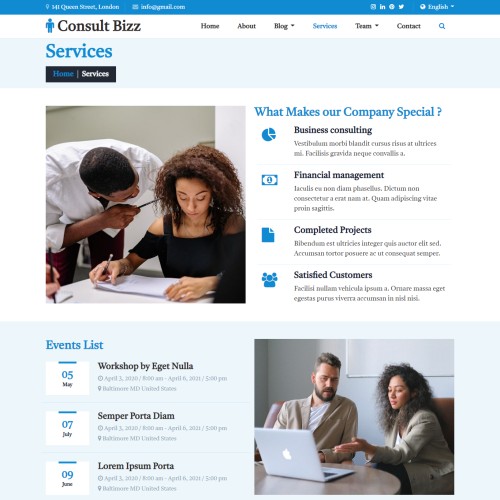 141 Queen Street, London
info@gmail.com
English
Consult Bizz
Home
About
Blog
Services
Team
Contact
Services
Home | Services
What Makes our Company Special ?
Business consulting
Vestibulum morbi blandit cursus risus at ultrices
mi. Facilisis gravida neque convallis a.
Financial management
Iaculis eu non diam phasellus. Dictum non
consectetur a erat nam at. Quam adipiscing vitae
proin sagittis.
Completed Projects
Bibendum est ultricies integer quis auctor elit sed.
Accumsan tortor posuere ac ut consequat semper.
Satisfied Customers
Facilisi nullam vehicula ipsum a. Ornare massa eget
egestas purus viverra accumsan in nisl nisi.
Events List
05
May
Workshop by Eget Nulla
April 3, 2020 / 8:00 am - April 6, 2021 / 5:00 pm
Baltimore MD United States
07
July
Semper Porta Diam
April 3, 2020 / 8:00 am - April 6, 2021 / 5:00 pm
Baltimore MD United States
09
June
Lorem Ipsum Porta
April 3, 2020 / 8:00 am - April 6, 2021 / 5:00 pm
Baltimore MD United States